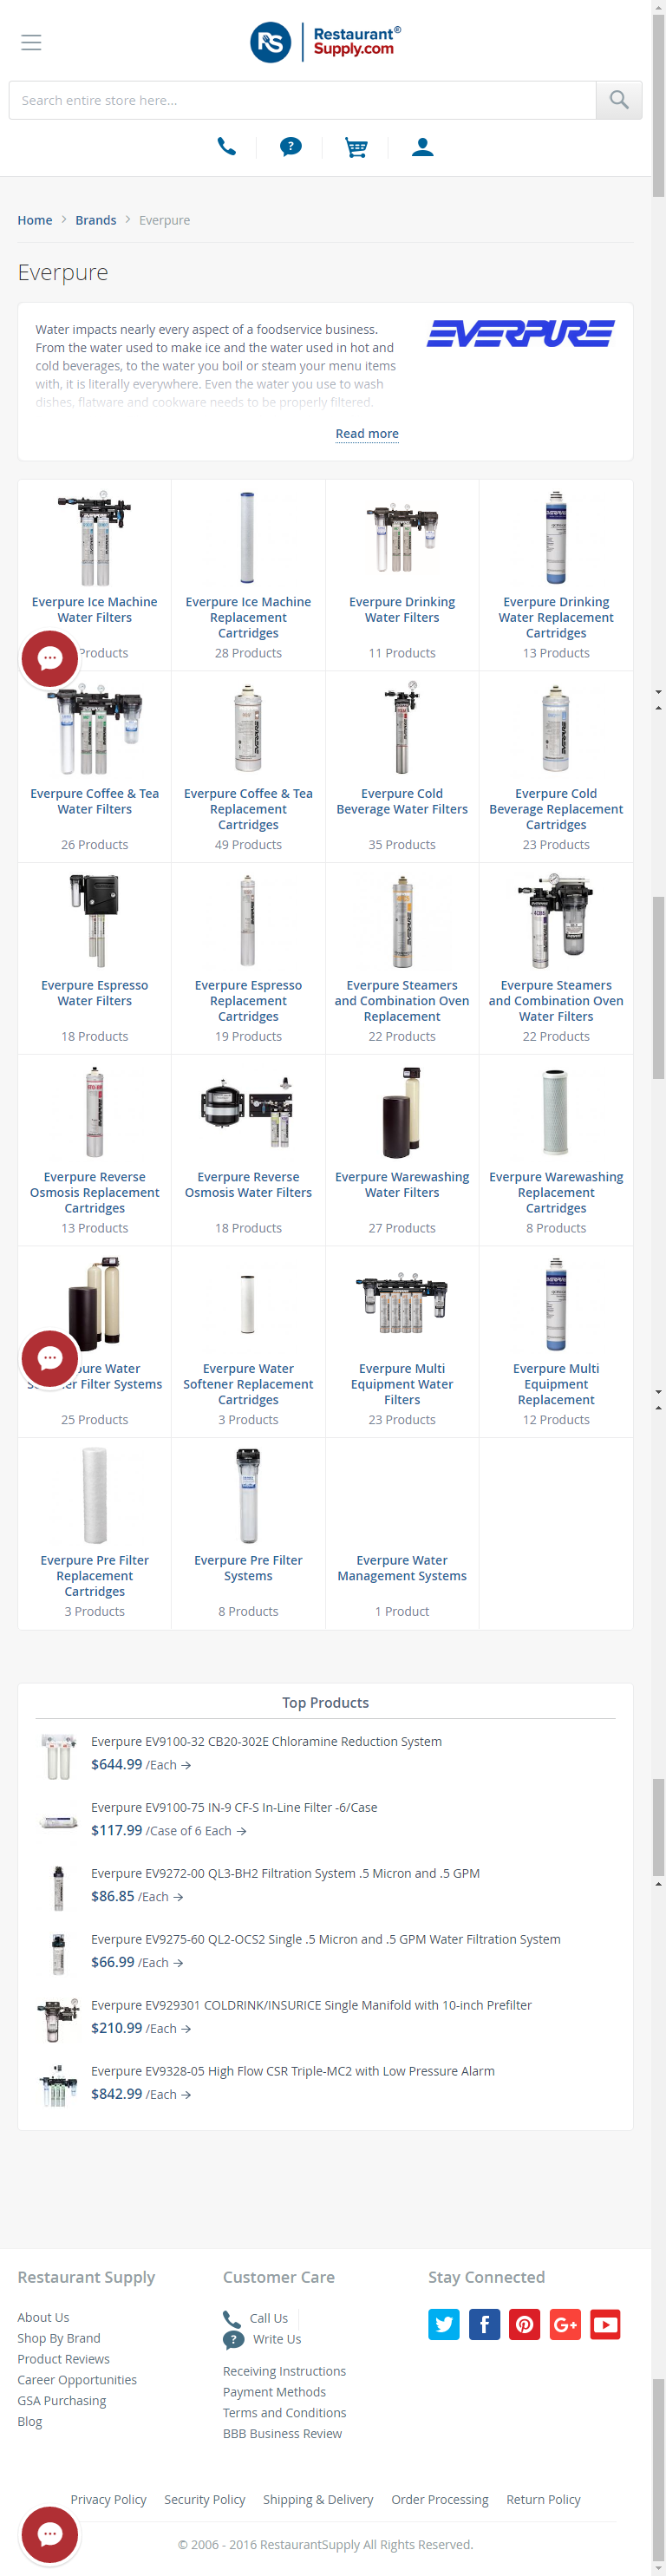 RS
Restaurant®
Supply.com
Search entire store here...
?
Home > Brands > Everpure
Everpure
Water impacts nearly every aspect of a foodservice business.
From the water used to make ice and the water used in hot and
cold beverages, to the water you boil or steam your menu items
with, it is literally everywhere. Even the water you use to wash
dishes, flatware and cookware needs to be properly filtered.
EVERPURE
Read more
Everpure Ice Machine
Water Filters
Products
Everpure Ice Machine
Replacement
Cartridges
28 Products
Everpure Drinking
Water Filters
11 Products
Everpure Drinking
Water Replacement
Cartridges
13 Products
Everpure Coffee & Tea
Water Filters
26 Products
Everpure Coffee & Tea
Replacement
Cartridges
49 Products
Everpure Cold
Beverage Water Filters
35 Products
Everpure Cold
Beverage Replacement
Cartridges
23 Products
Everpure Espresso
Water Filters
18 Products
Everpure Espresso
Replacement
Cartridges
19 Products
Everpure Steamers
and Combination Oven
Replacement
22 Products
Everpure Steamers
and Combination Oven
Water Filters
22 Products
Everpure Reverse
Osmosis Replacement
Cartridges
13 Products
Everpure Reverse
Osmosis Water Filters
18 Products
Everpure Warewashing
Water Filters
27 Products
Everpure Warewashing
Replacement
Cartridges
8 Products
Water
Filter Systems
25 Products
Everpure Water
Softener Replacement
Cartridges
3 Products
Everpure Multi
Equipment Water
Filters
23 Products
Everpure Multi
Equipment
Replacement
12 Products
Everpure Pre Filter
Replacement
Cartridges
3 Products
Everpure Pre Filter
Systems
8 Products
Everpure Water
Management Systems
1 Product
Top Products
Everpure EV9100-32 CB20-302E Chloramine Reduction System
$644.99 /Each →
Everpure EV9100-75 IN-9 CF-S In-Line Filter -6/Case
$117.99 /Case of 6 Each →
Everpure EV9272-00 QL3-BH2 Filtration System .5 Micron and .5 GPM
$86.85 /Each →
Everpure EV9275-60 QL2-OCS2 Single .5 Micron and .5 GPM Water Filtration System
$66.99 /Each →
Everpure EV929301 COLDRINK/INSURICE Single Manifold with 10-inch Prefilter
$210.99 /Each →
Everpure EV9328-05 High Flow CSR Triple-MC2 with Low Pressure Alarm
$842.99 /Each →
Restaurant Supply
About Us
Shop By Brand
Product Reviews
Career Opportunities
GSA Purchasing
Blog
Customer Care
Call Us
? Write Us
Receiving Instructions
Payment Methods
Terms and Conditions
BBB Business Review
Stay Connected
Privacy Policy Security Policy Shipping & Delivery Order Processing Return Policy
© 2006 - 2016 RestaurantSupply All Rights Reserved.